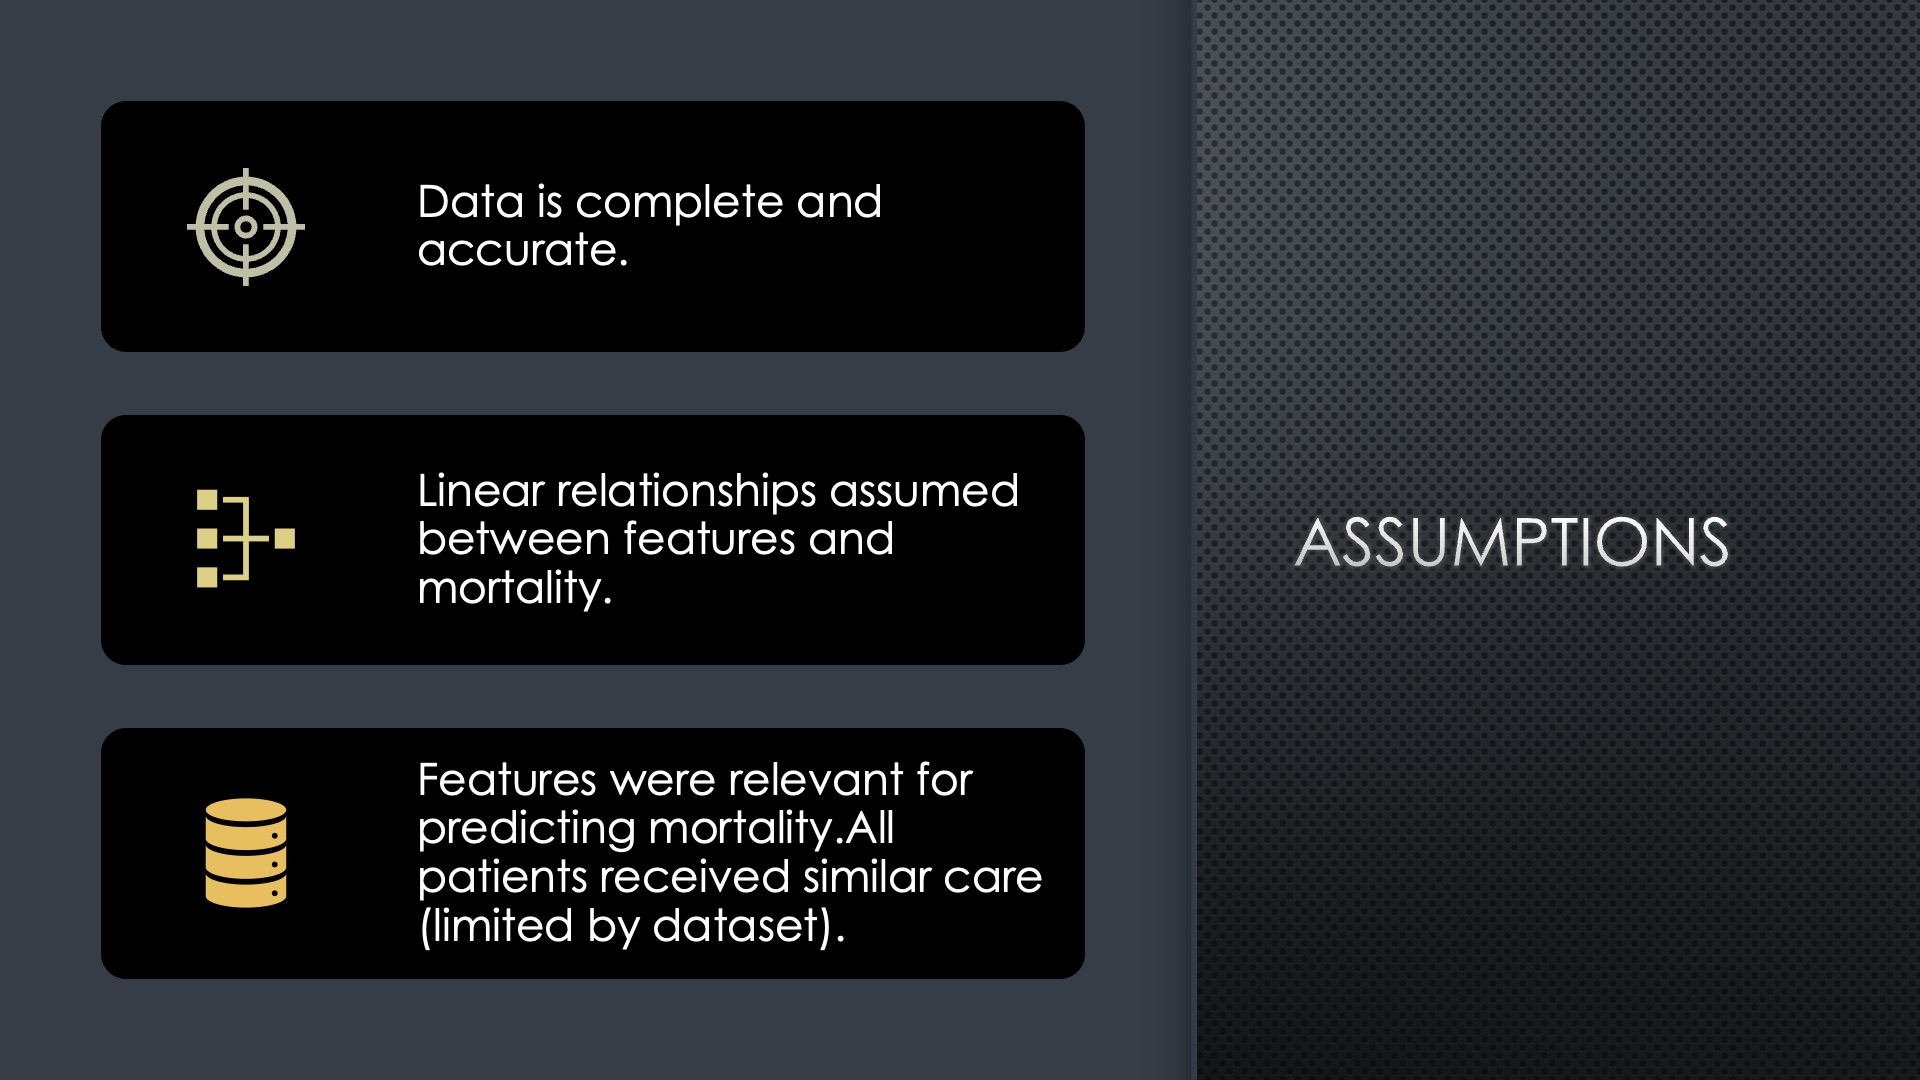 Data is complete and
accurate.
Linear relationships assumed
between features and
mortality.
Features were relevant for
predicting mortality.All
patients received similar care
(limited by dataset).
ASSUMPTIONS